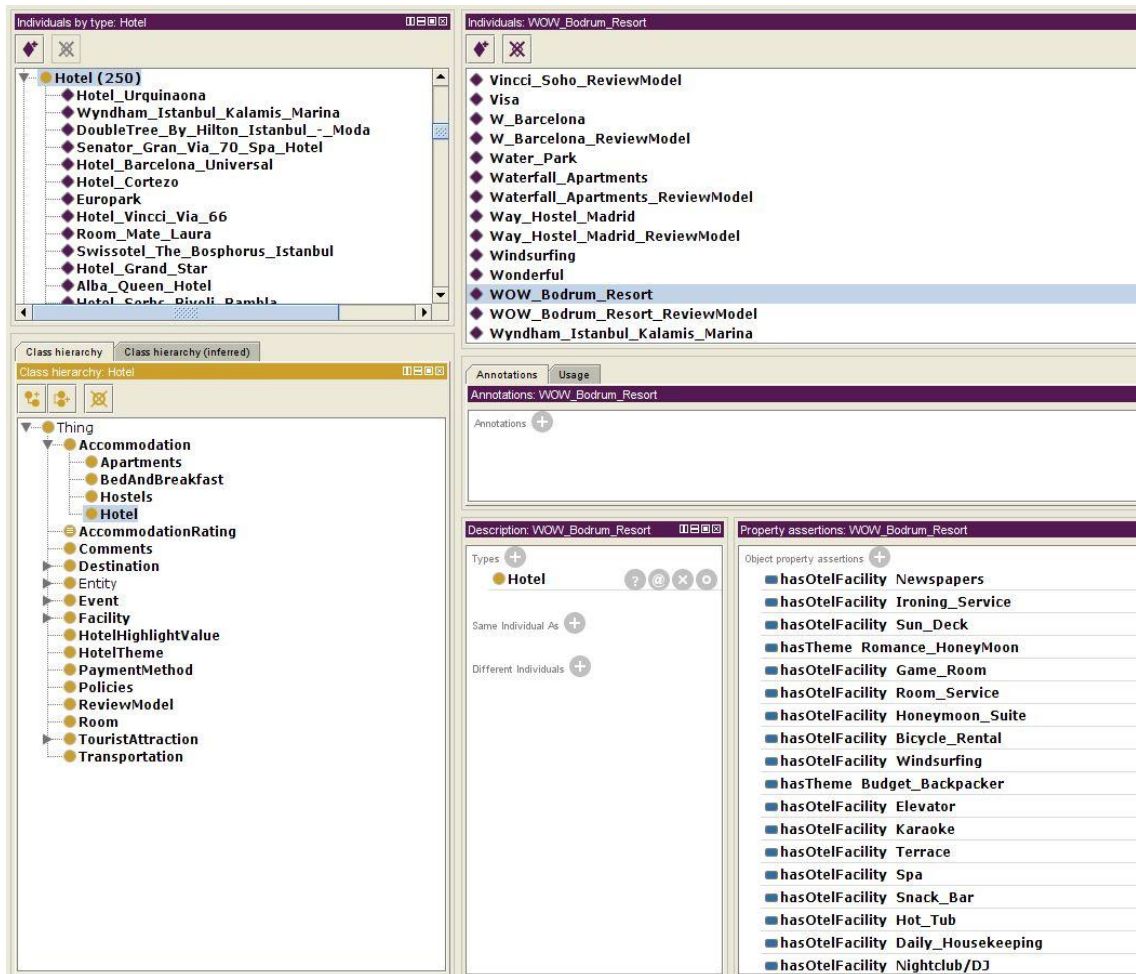 Individuals by type: Hotel
Hotel (250)
Hotel_Urquinaona
Wyndham_Istanbul_Kalamis_Marina
DoubleTree_By_Hilton_Istanbul_-_Moda
Senator_Gran_Via_70_Spa_Hotel
Hotel_Barcelona_Universal
Hotel_Cortezo
Europark
Hotel_Vincci_Via_66
Room_Mate_Laura
Swissotel_The_Bosphorus_Istanbul
Hotel_Grand_Star
Alba_Queen_Hotel
Hotel_Serhs_Rivoli_Rambla
Individuals: WOW_Bodrum_Resort
Vincci_Soho_ReviewModel
Visa
W_Barcelona
W_Barcelona_ReviewModel
Water_Park
Waterfall_Apartments
Waterfall_Apartments_ReviewModel
Way_Hostel_Madrid
Way_Hostel_Madrid_ReviewModel
Windsurfing
Wonderful
WOW_Bodrum_Resort
WOW_Bodrum_Resort_ReviewModel
Wyndham_Istanbul_Kalamis_Marina
Class hierarchy Class hierarchy (inferred)
Class hierarchy: Hotel
Thing
Accommodation
Apartments
BedAndBreakfast
Hostels
Hotel
AccommodationRating
Comments
Destination
Entity
Event
Facility
HotelHighlightValue
HotelTheme
PaymentMethod
Policies
ReviewModel
Room
TouristAttraction
Transportation
Annotations Usage
Annotations: WOW_Bodrum_Resort
Annotations
Description: WOW_Bodrum_Resort
Types
Hotel
Same Individual As
Different Individuals
Property assertions: WOW_Bodrum_Resort
Object property assertions
hasOtelFacility Newspapers
hasOtelFacility Ironing_Service
hasOtelFacility Sun_Deck
hasTheme Romance_HoneyMoon
hasOtelFacility Game_Room
hasOtelFacility Room_Service
hasOtelFacility Honeymoon_Suite
hasOtelFacility Bicycle_Rental
hasOtelFacility Windsurfing
hasTheme Budget_Backpacker
hasOtelFacility Elevator
hasOtelFacility Karaoke
hasOtelFacility Terrace
hasOtelFacility Spa
hasOtelFacility Snack_Bar
hasOtelFacility Hot_Tub
hasOtelFacility Daily_Housekeeping
hasOtelFacility Nightclub/DJ